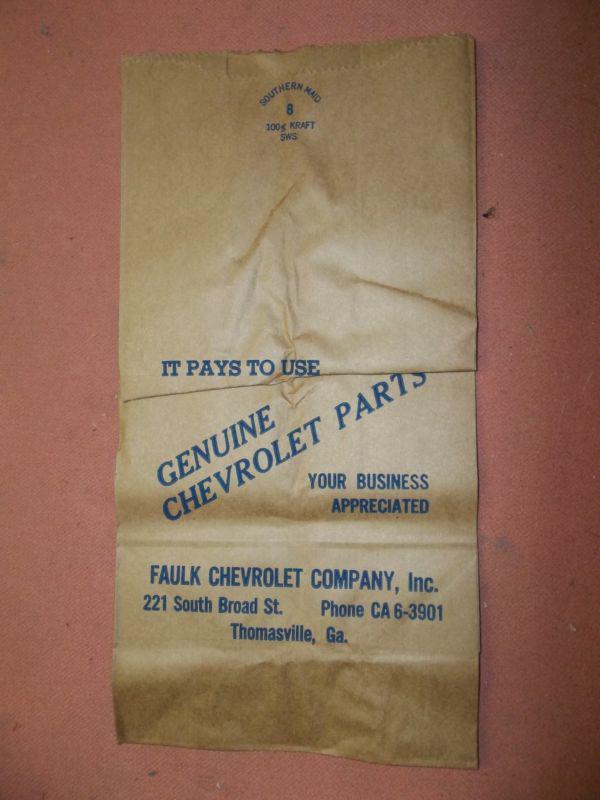 SOUTHERN MAID
8
100% KRAFT
SWS
IT PAYS TO USE
GENUINE
CHEVROLET PARTS
YOUR BUSINESS
APPRECIATED
FAULK CHEVROLET COMPANY, Inc.
221 South Broad St. Phone CA 6-3901
Thomasville, Ga.